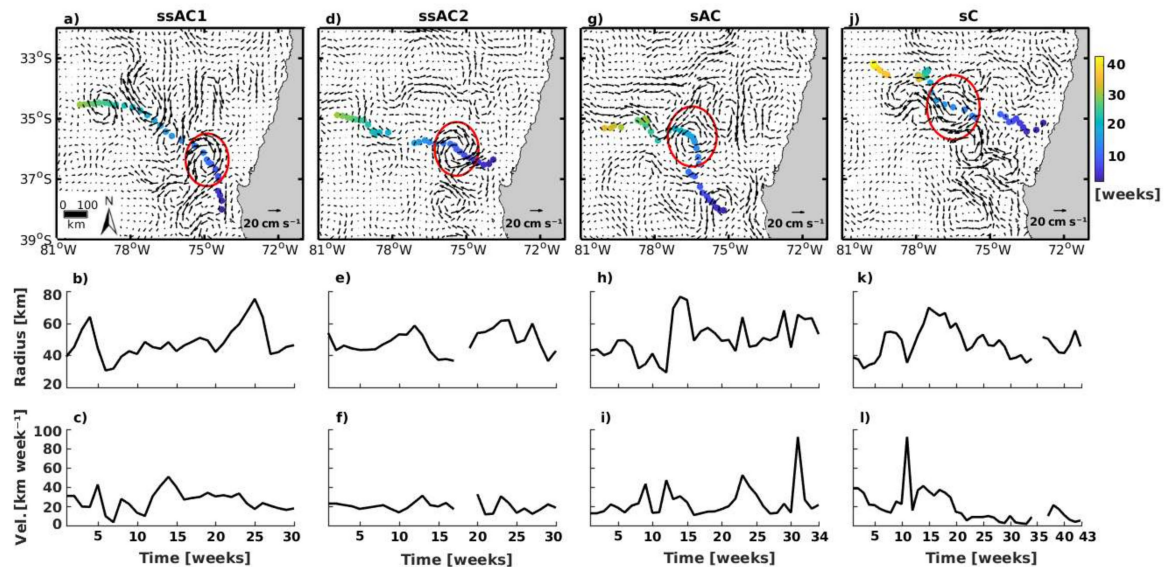 a) ssAC1
d) ssAC2
g) sAC
j) sC
33°S
35°S
37°S
39°S
0 100
km
N
20 cm s⁻¹
20 cm s⁻¹
20 cm s⁻¹
20 cm s⁻¹
81°W 78°W 75°W 72°W
81°W 78°W 75°W 72°W
81°W 78°W 75°W 72°W
81°W 78°W 75°W 72°W
40
30
20
10
[weeks]
b) e) h) k)
Radius [km]
80
60
40
20
c) f) i) l)
Vel. [km week⁻¹]
100
80
60
40
20
0
5 10 15 20 25 30
5 10 15 20 25 30
5 10 15 20 25 30 34
5 10 15 20 25 30 35 40 43
Time [weeks] Time [weeks] Time [weeks] Time [weeks]